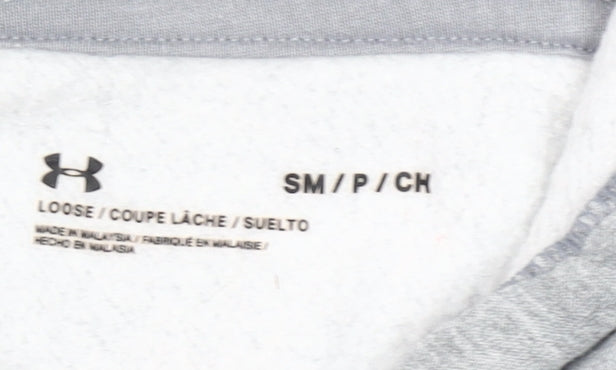 SM / P / CH
LOOSE / COUPE LÂCHE / SUELTO
MADE IN MALAYSIA / FABRIQUÉ EN MALAISIE /
HECHO EN MALASIA